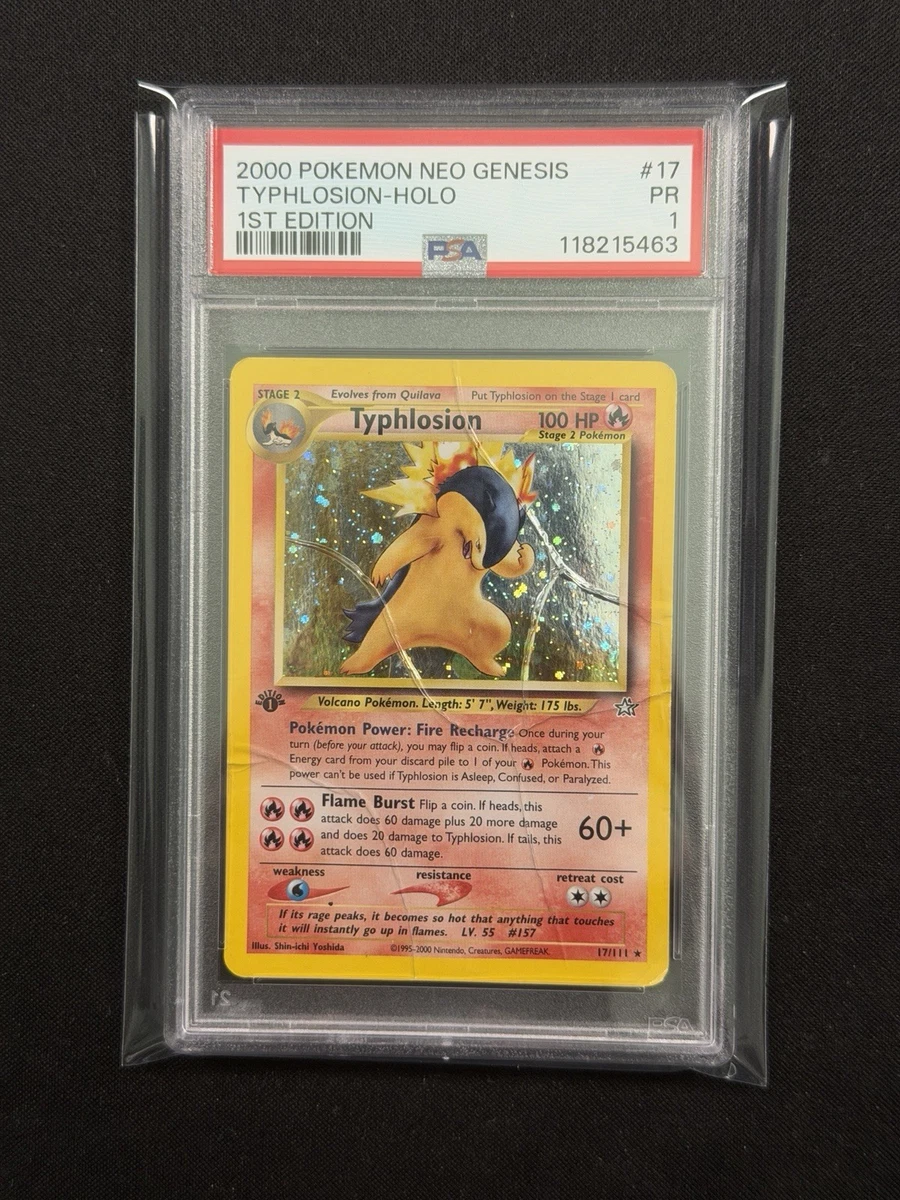 2000 POKEMON NEO GENESIS #17
TYPHLOSION-HOLO PR
1ST EDITION 1
118215463
PSA
STAGE 2 Evolves from Quilava Put Typhlosion on the Stage 1 card
Typhlosion 100 HP
Stage 2 Pokémon
EDITION
1
Volcano Pokémon. Length: 5' 7", Weight: 175 lbs.
Pokémon Power: Fire Recharge Once during your
turn (before your attack), you may flip a coin. If heads, attach a
Energy card from your discard pile to 1 of your Pokémon. This
power can't be used if Typhlosion is Asleep, Confused, or Paralyzed.
Flame Burst Flip a coin. If heads, this
attack does 60 damage plus 20 more damage
and does 20 damage to Typhlosion. If tails, this
attack does 60 damage.
60+
weakness resistance retreat cost
If its rage peaks, it becomes so hot that anything that touches
it will instantly go up in flames. LV. 55 #157
Illus. Shin-ichi Yoshida ©1995-2000 Nintendo, Creatures, GAMEFREAK. 17/111 ★
21
PSA